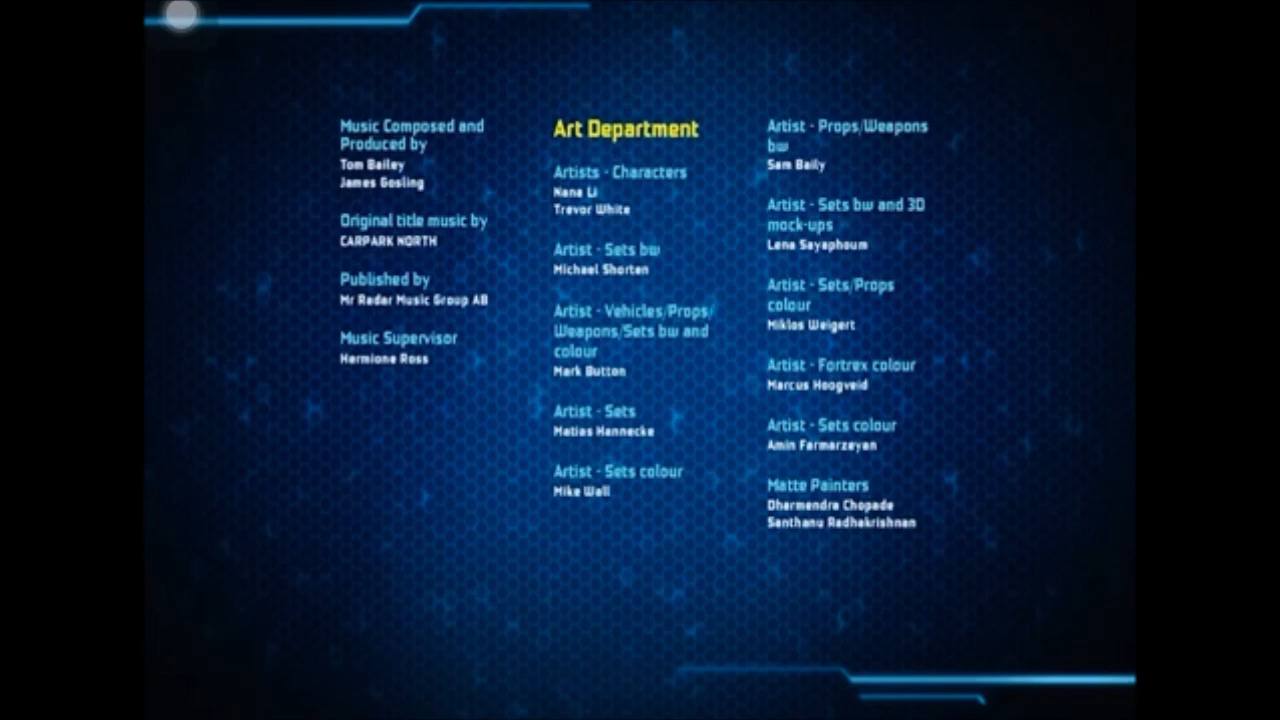 Music Composed and
Produced by
Tom Bailey
James Gosling
Original title music by
CARPARK NORTH
Published by
Mr Radar Music Group AB
Music Supervisor
Hermione Ross
Art Department
Artists - Characters
Nana Li
Trevor White
Artist - Sets bw
Michael Shorten
Artist - Vehicles/Props/
Weapons/Sets bw and
colour
Mark Button
Artist - Sets
Matias Hannecke
Artist - Sets colour
Mike Wall
Artist - Props/Weapons
bw
Sam Baily
Artist - Sets bw and 3D
mock-ups
Lena Sayaphoum
Artist - Sets/Props
colour
Miklos Weigert
Artist - Fortrex colour
Marcus Hoogveld
Artist - Sets colour
Amin Farmarzeyan
Matte Painters
Dharmendra Chopade
Santhanu Radhakrishnan